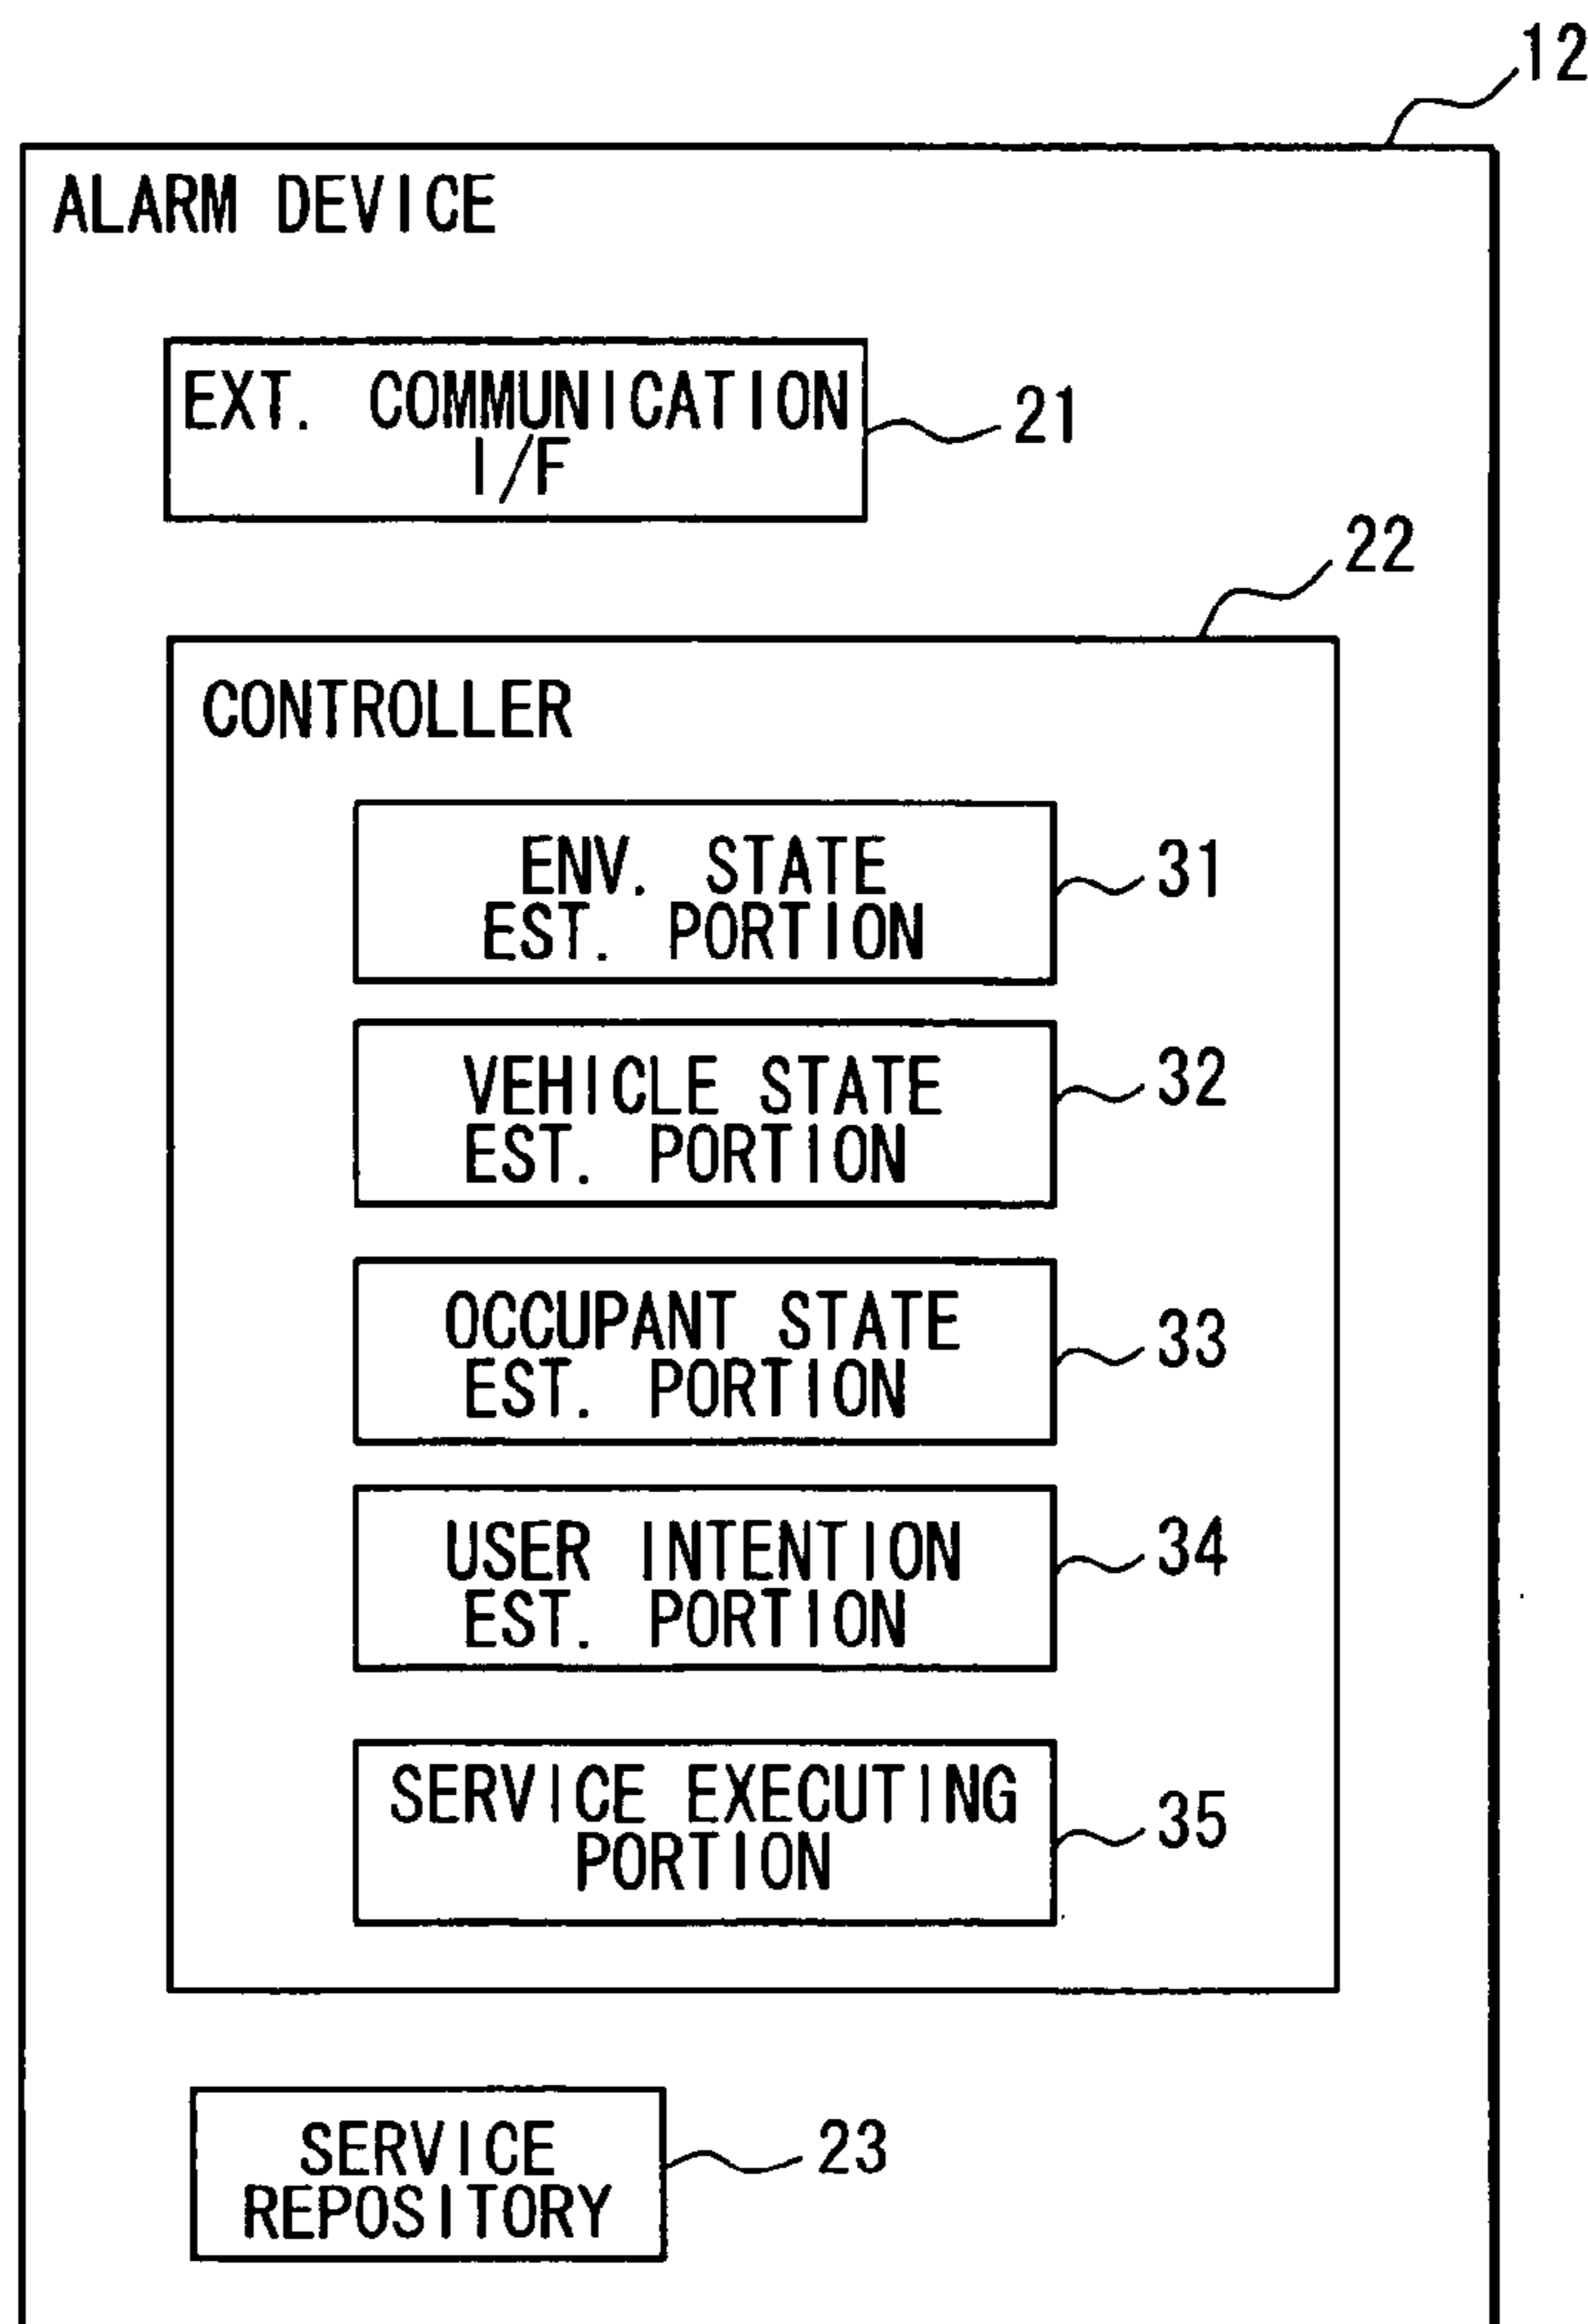 12
ALARM DEVICE
EXT. COMMUNICATION
I/F
21
22
CONTROLLER
ENV. STATE
EST. PORTION
31
VEHICLE STATE
EST. PORTION
32
OCCUPANT STATE
EST. PORTION
33
USER INTENTION
EST. PORTION
34
SERVICE EXECUTING
PORTION
35
SERVICE
REPOSITORY
23